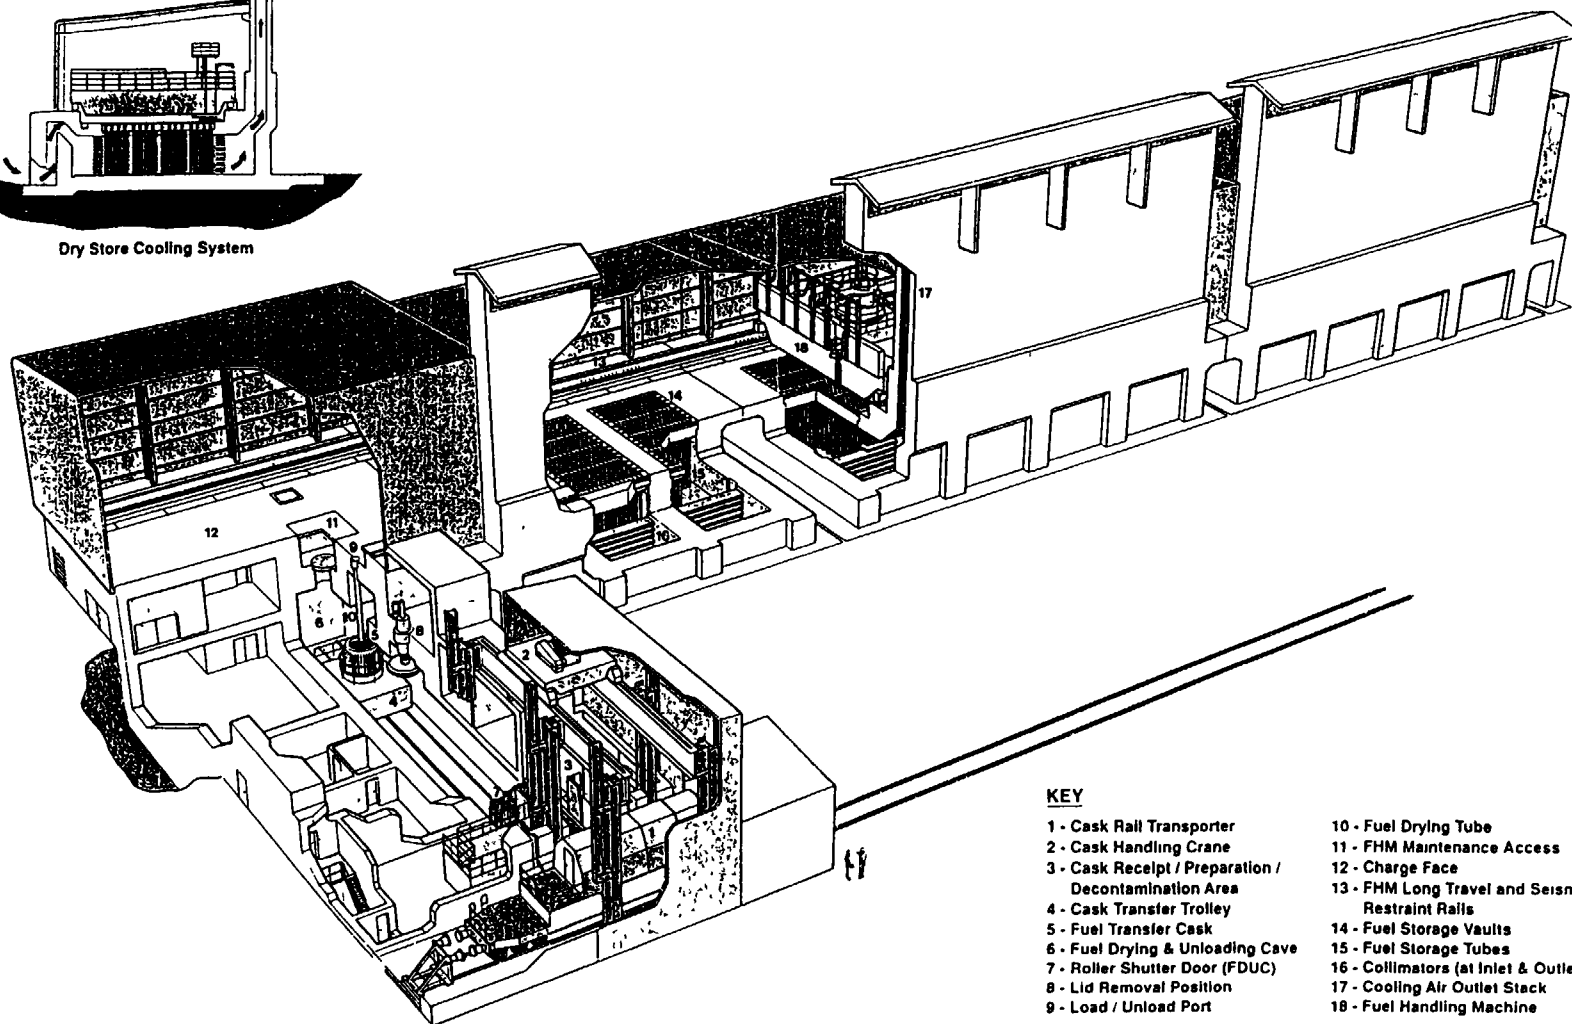 Dry Store Cooling System
17
18
13
14
15
16
12
11
9
6
10
5
8
4
2
3
7
1
KEY
1 - Cask Rail Transporter
2 - Cask Handling Crane
3 - Cask Receipt / Preparation /
Decontamination Area
4 - Cask Transfer Trolley
5 - Fuel Transfer Cask
6 - Fuel Drying & Unloading Cave
7 - Roller Shutter Door (FDUC)
8 - Lid Removal Position
9 - Load / Unload Port
10 - Fuel Drying Tube
11 - FHM Maintenance Access
12 - Charge Face
13 - FHM Long Travel and Seism
Restraint Rails
14 - Fuel Storage Vaults
15 - Fuel Storage Tubes
16 - Collimators (at Inlet & Outle
17 - Cooling Air Outlet Stack
18 - Fuel Handling Machine